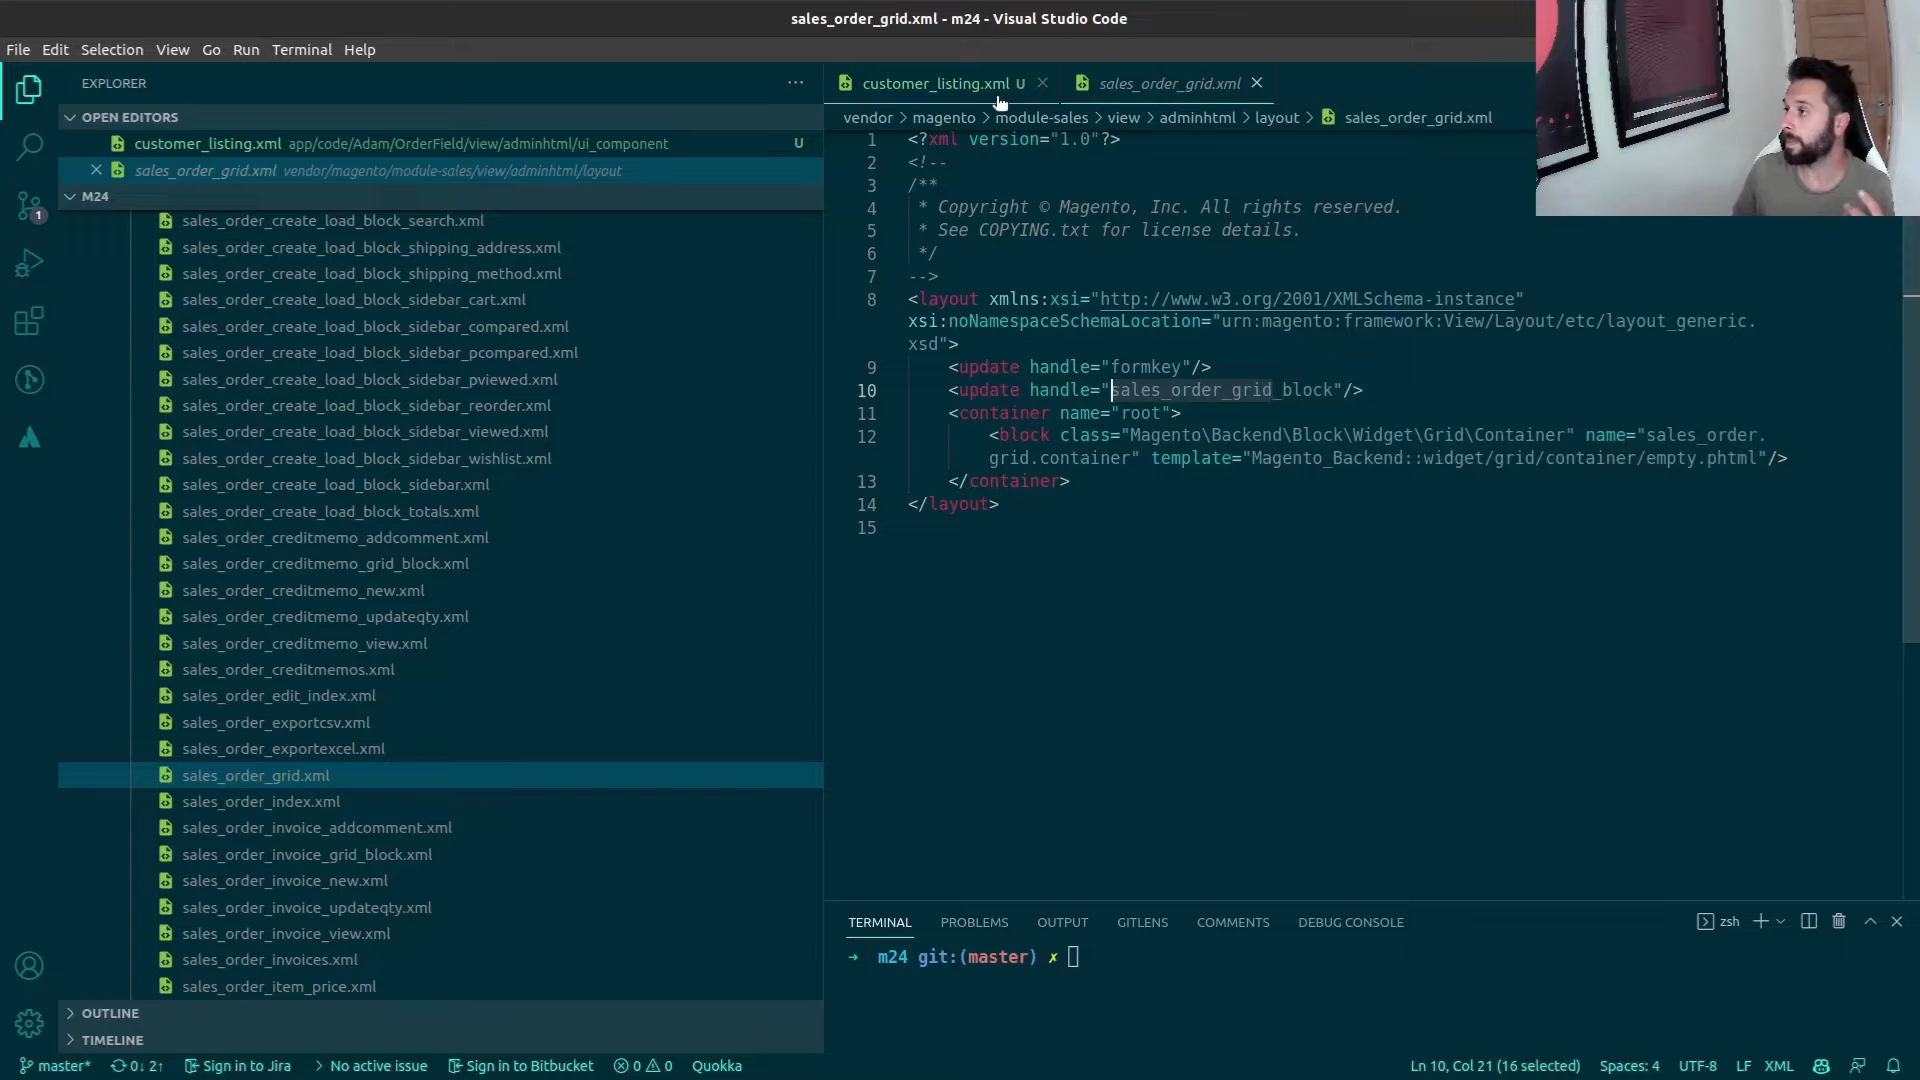 sales_order_grid.xml - m24 - Visual Studio Code
File Edit Selection View Go Run Terminal Help
EXPLORER
OPEN EDITORS
customer_listing.xml app/code/Adam/OrderField/view/adminhtml/ui_component U
sales_order_grid.xml vendor/magento/module-sales/view/adminhtml/layout
M24
sales_order_create_load_block_search.xml
sales_order_create_load_block_shipping_address.xml
sales_order_create_load_block_shipping_method.xml
sales_order_create_load_block_sidebar_cart.xml
sales_order_create_load_block_sidebar_compared.xml
sales_order_create_load_block_sidebar_pcompared.xml
sales_order_create_load_block_sidebar_pviewed.xml
sales_order_create_load_block_sidebar_reorder.xml
sales_order_create_load_block_sidebar_viewed.xml
sales_order_create_load_block_sidebar_wishlist.xml
sales_order_create_load_block_sidebar.xml
sales_order_create_load_block_totals.xml
sales_order_creditmemo_addcomment.xml
sales_order_creditmemo_grid_block.xml
sales_order_creditmemo_new.xml
sales_order_creditmemo_updateqty.xml
sales_order_creditmemo_view.xml
sales_order_creditmemos.xml
sales_order_edit_index.xml
sales_order_exportcsv.xml
sales_order_exportexcel.xml
sales_order_grid.xml
sales_order_index.xml
sales_order_invoice_addcomment.xml
sales_order_invoice_grid_block.xml
sales_order_invoice_new.xml
sales_order_invoice_updateqty.xml
sales_order_invoice_view.xml
sales_order_invoices.xml
sales_order_item_price.xml
OUTLINE
TIMELINE
1
customer_listing.xml U sales_order_grid.xml
vendor > magento > module-sales > view > adminhtml > layout > sales_order_grid.xml
1 <?xml version="1.0"?>
2 <!--
3 /**
4 * Copyright © Magento, Inc. All rights reserved.
5 * See COPYING.txt for license details.
6 */
7 -->
8 <layout xmlns:xsi="http://www.w3.org/2001/XMLSchema-instance"
xsi:noNamespaceSchemaLocation="urn:magento:framework:View/Layout/etc/layout_generic.
xsd">
9 <update handle="formkey"/>
10 <update handle="sales_order_grid_block"/>
11 <container name="root">
12 <block class="Magento\Backend\Block\Widget\Grid\Container" name="sales_order.
grid.container" template="Magento_Backend::widget/grid/container/empty.phtml"/>
13 </container>
14 </layout>
15
TERMINAL PROBLEMS OUTPUT GITLENS COMMENTS DEBUG CONSOLE zsh
→ m24 git:(master) ✗
master* 0↓ 2↑ Sign in to Jira > No active issue Sign in to Bitbucket 0 0 Quokka Ln 10, Col 21 (16 selected) Spaces: 4 UTF-8 LF XML